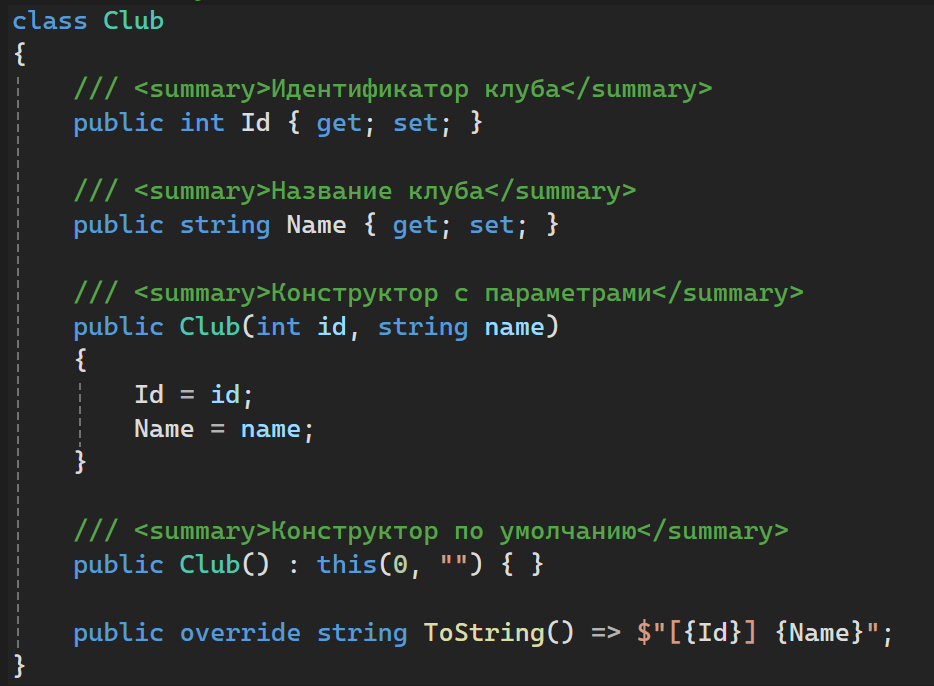 class Club
{
/// <summary>Идентификатор клуба</summary>
public int Id { get; set; }
/// <summary>Название клуба</summary>
public string Name { get; set; }
/// <summary>Конструктор с параметрами</summary>
public Club(int id, string name)
{
Id = id;
Name = name;
}
/// <summary>Конструктор по умолчанию</summary>
public Club() : this(0, "") { }
public override string ToString() => $"[{Id}] {Name}";
}